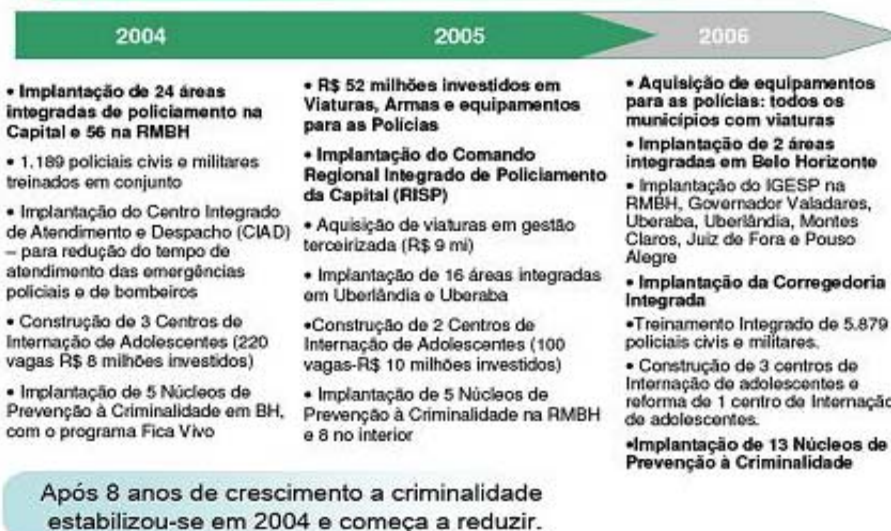 2004
• Implantação de 24 áreas
integradas de policiamento na
Capital e 56 na RMBH
• 1.189 policiais civis e militares
treinados em conjunto
• Implantação do Centro Integrado
de Atendimento e Despacho (CIAD)
– para redução do tempo de
atendimento das emergências
policiais e de bombeiros
• Construção de 3 Centros de
Internação de Adolescentes (220
vagas R$ 8 milhões investidos)
• Implantação de 5 Núcleos de
Prevenção à Criminalidade em BH,
com o programa Fica Vivo
2005
• R$ 52 milhões investidos em
Viaturas, Armas e equipamentos
para as Polícias
• Implantação do Comando
Regional Integrado de Policiamento
da Capital (RISP)
• Aquisição de viaturas em gestão
terceirizada (R$ 9 mi)
• Implantação de 16 áreas integradas
em Uberlândia e Uberaba
•Construção de 2 Centros de
Internação de Adolescentes (100
vagas-R$ 10 milhões investidos)
• Implantação de 5 Núcleos de
Prevenção à Criminalidade na RMBH
e 8 no interior
2006
• Aquisição de equipamentos
para as polícias: todos os
municípios com viaturas
• Implantação de 2 áreas
integradas em Belo Horizonte
• Implantação do IGESP na
RMBH, Governador Valadares,
Uberaba, Uberlândia, Montes
Claros, Juiz de Fora e Pouso
Alegre
• Implantação da Corregedoria
Integrada
•Treinamento Integrado de 5.879
policiais civis e militares.
• Construção de 3 centros de
Internação de adolescentes e
reforma de 1 centro de Internação
de adolescentes.
•Implantação de 13 Núcleos de
Prevenção à Criminalidade
Após 8 anos de crescimento a criminalidade
estabilizou-se em 2004 e começa a reduzir.